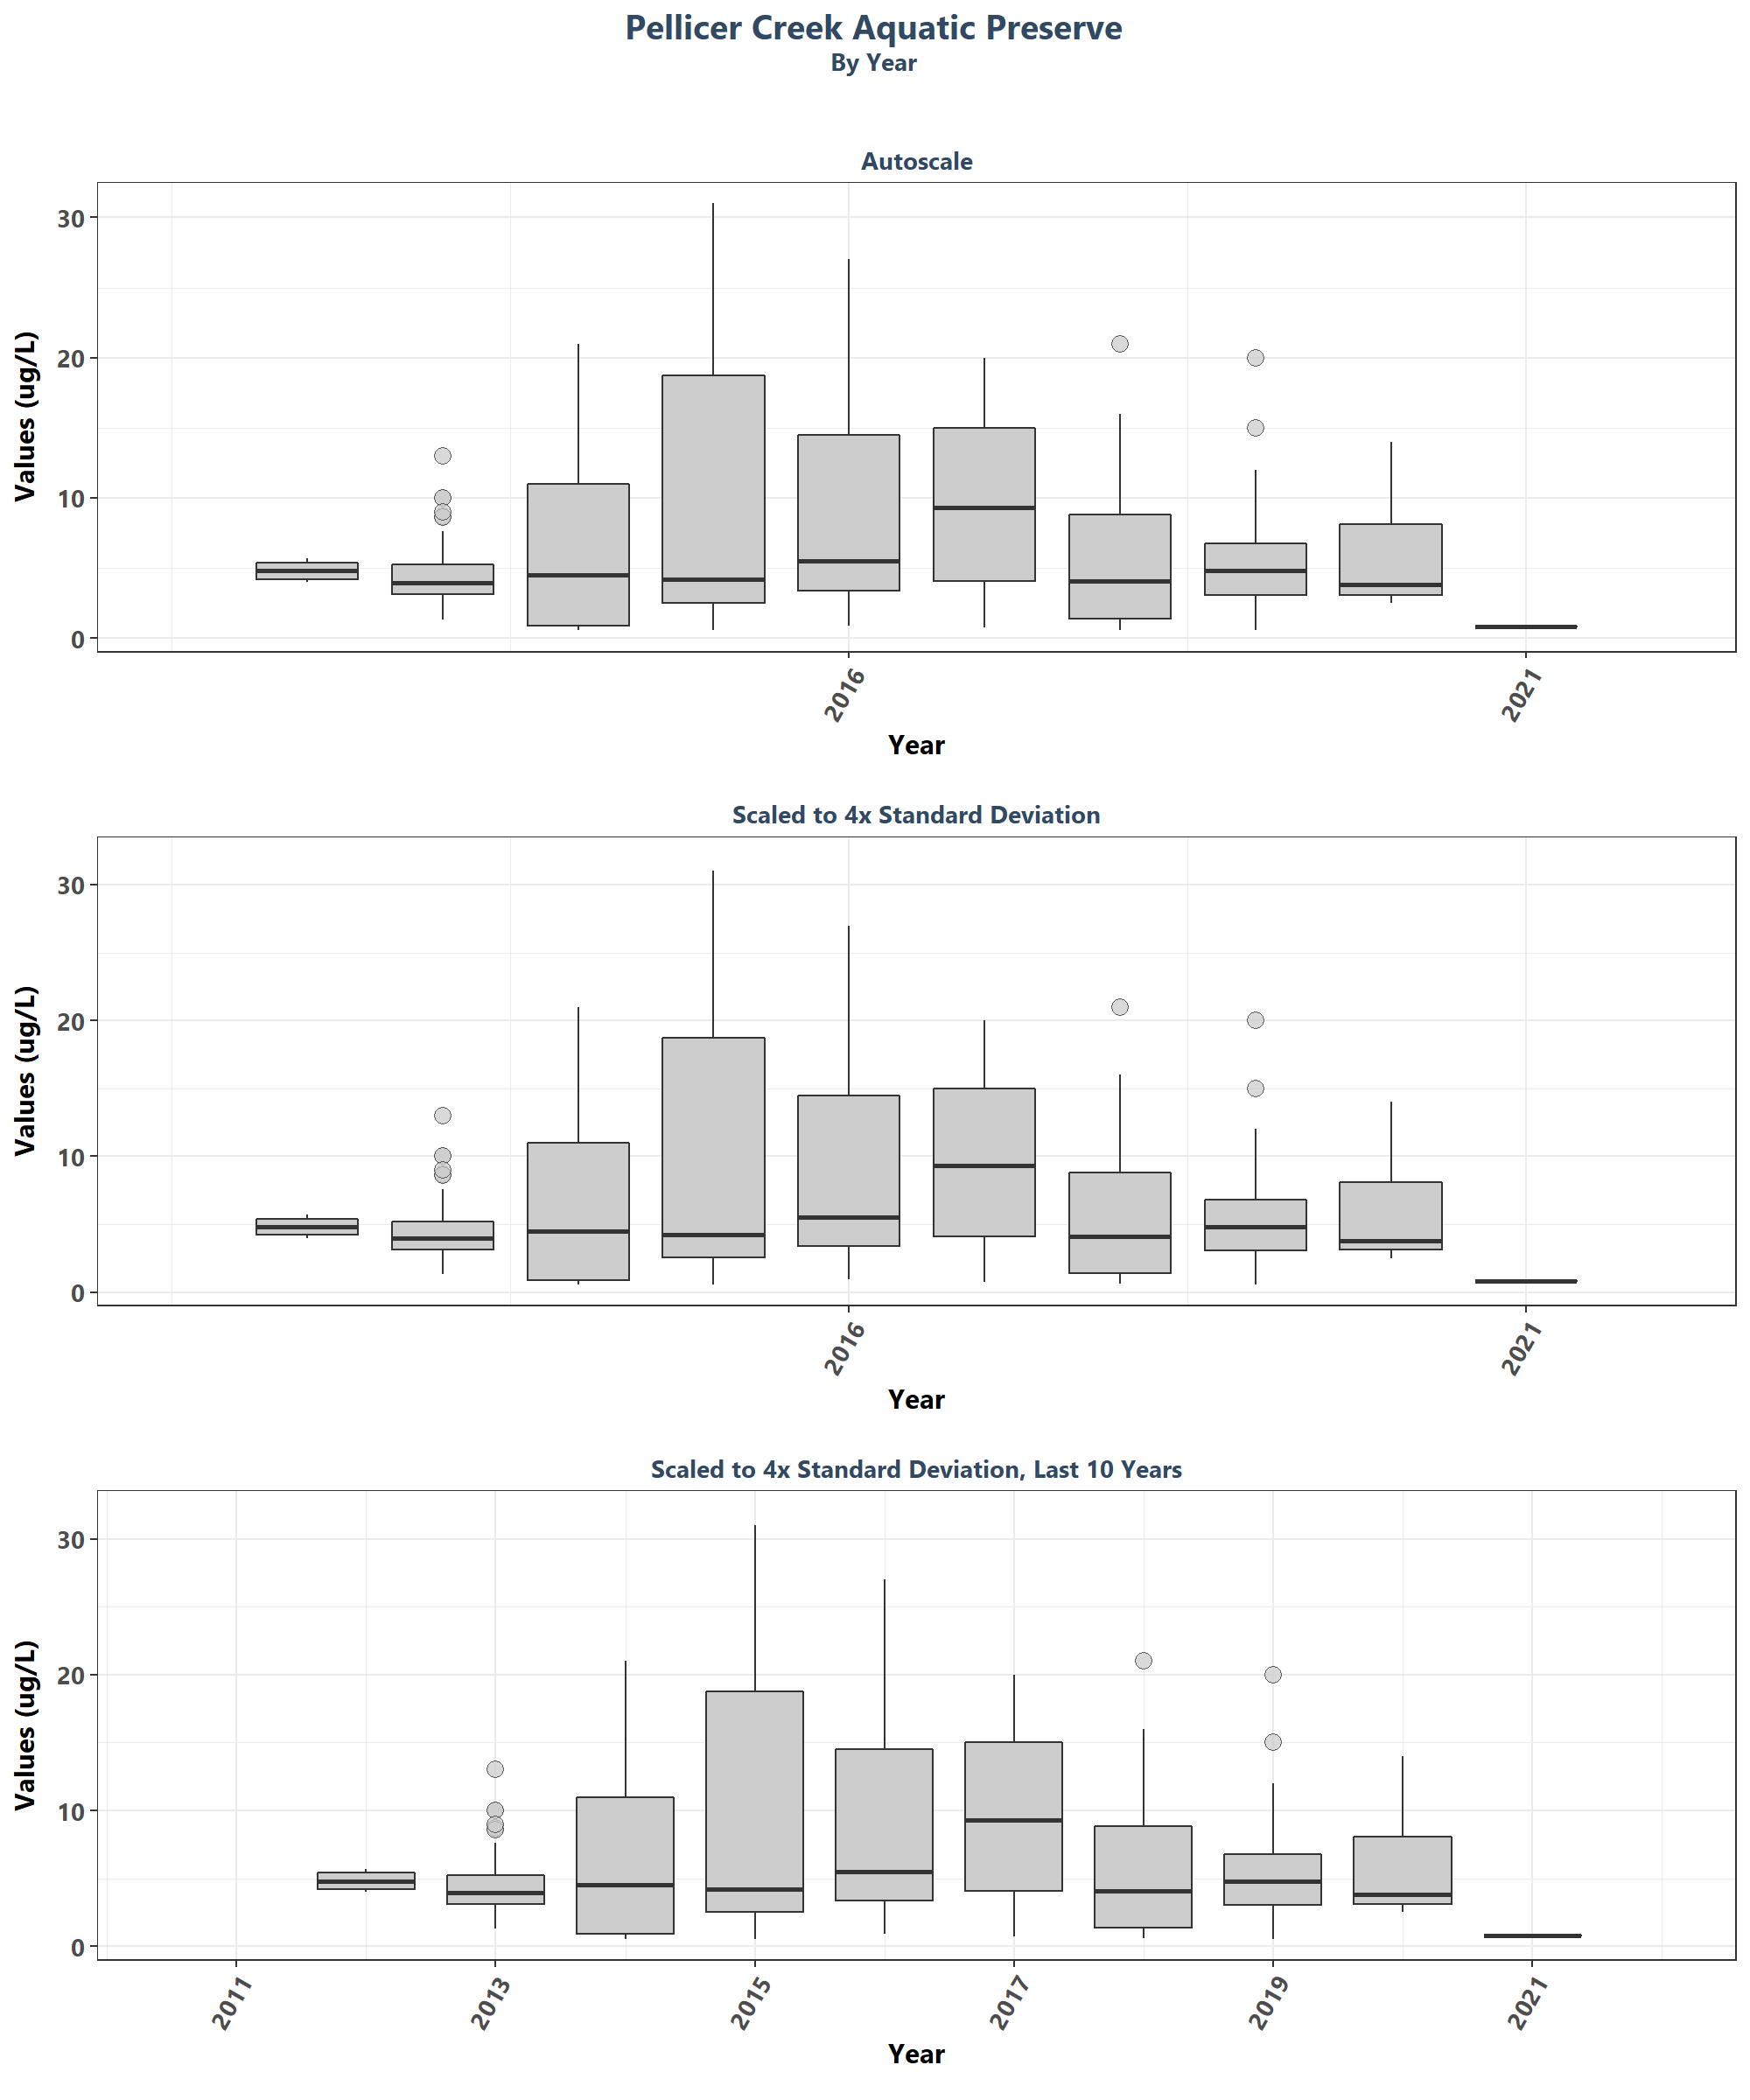 Pellicer Creek Aquatic Preserve
By Year
Autoscale
Values (ug/L)
30
20
10
0
2016
2021
Year
Scaled to 4x Standard Deviation
Values (ug/L)
30
20
10
0
2016
2021
Year
Scaled to 4x Standard Deviation, Last 10 Years
Values (ug/L)
30
20
10
0
2011
2013
2015
2017
2019
2021
Year